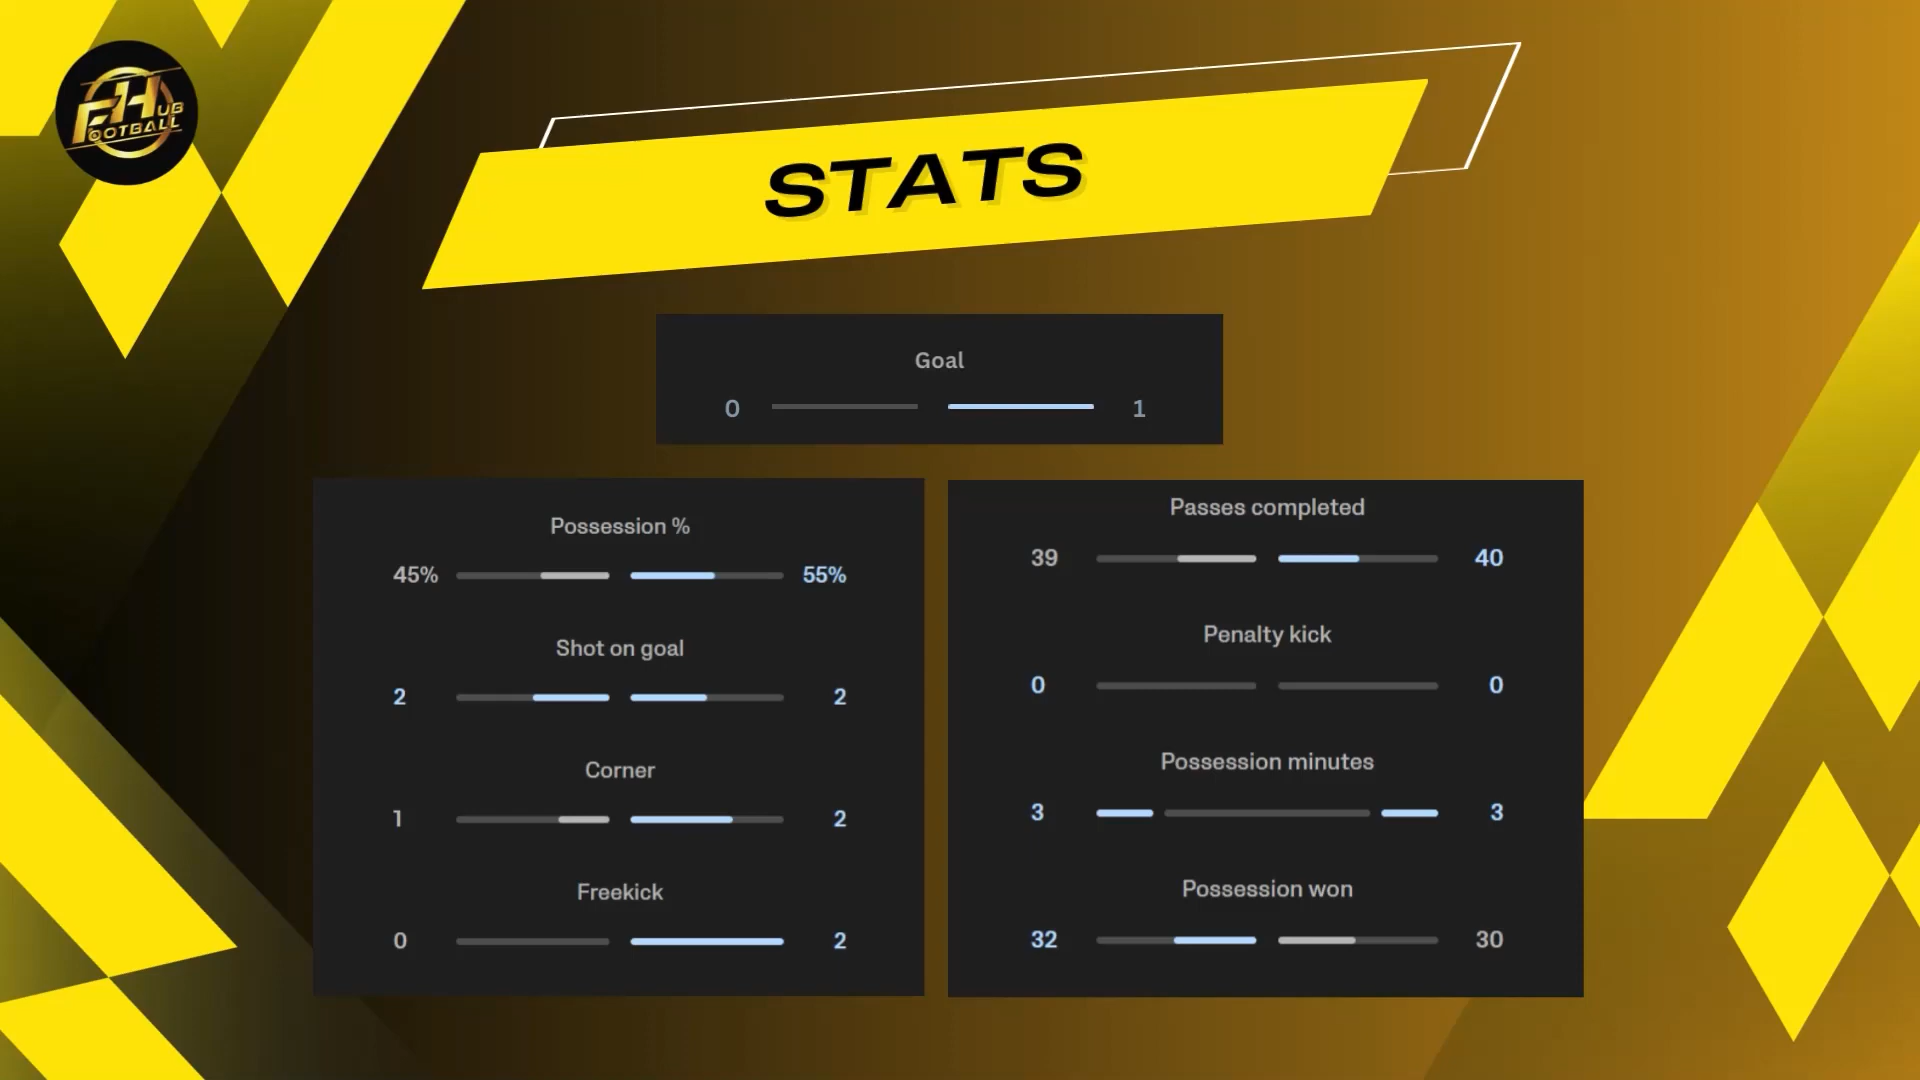 FHUB
FOOTBALL
STATS
Goal
0 1
Possession %
45% 55%
Shot on goal
2 2
Corner
1 2
Freekick
0 2
Passes completed
39 40
Penalty kick
0 0
Possession minutes
3 3
Possession won
32 30